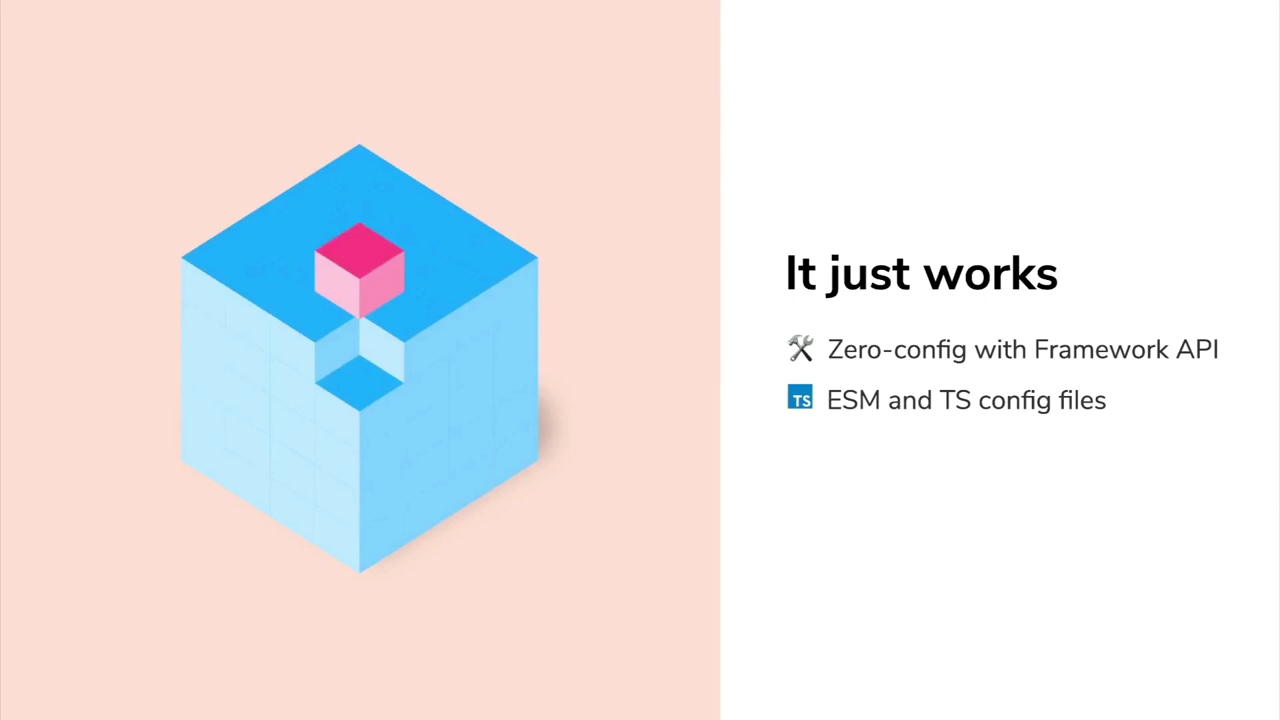 It just works
🛠 Zero-config with Framework API
TS ESM and TS config files